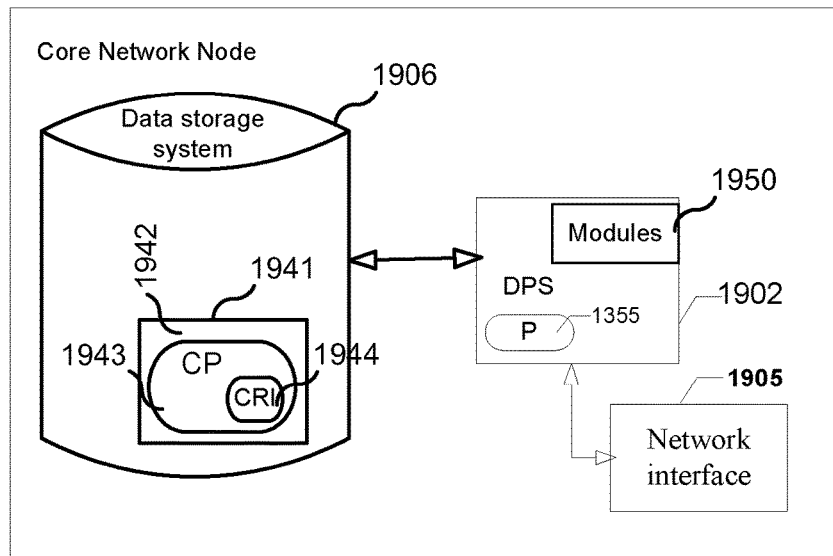 Core Network Node
1906
Data storage
system
1950
Modules
1942
1941
DPS
1902
P
1355
1943
CP
1944
CRI
1905
Network
interface